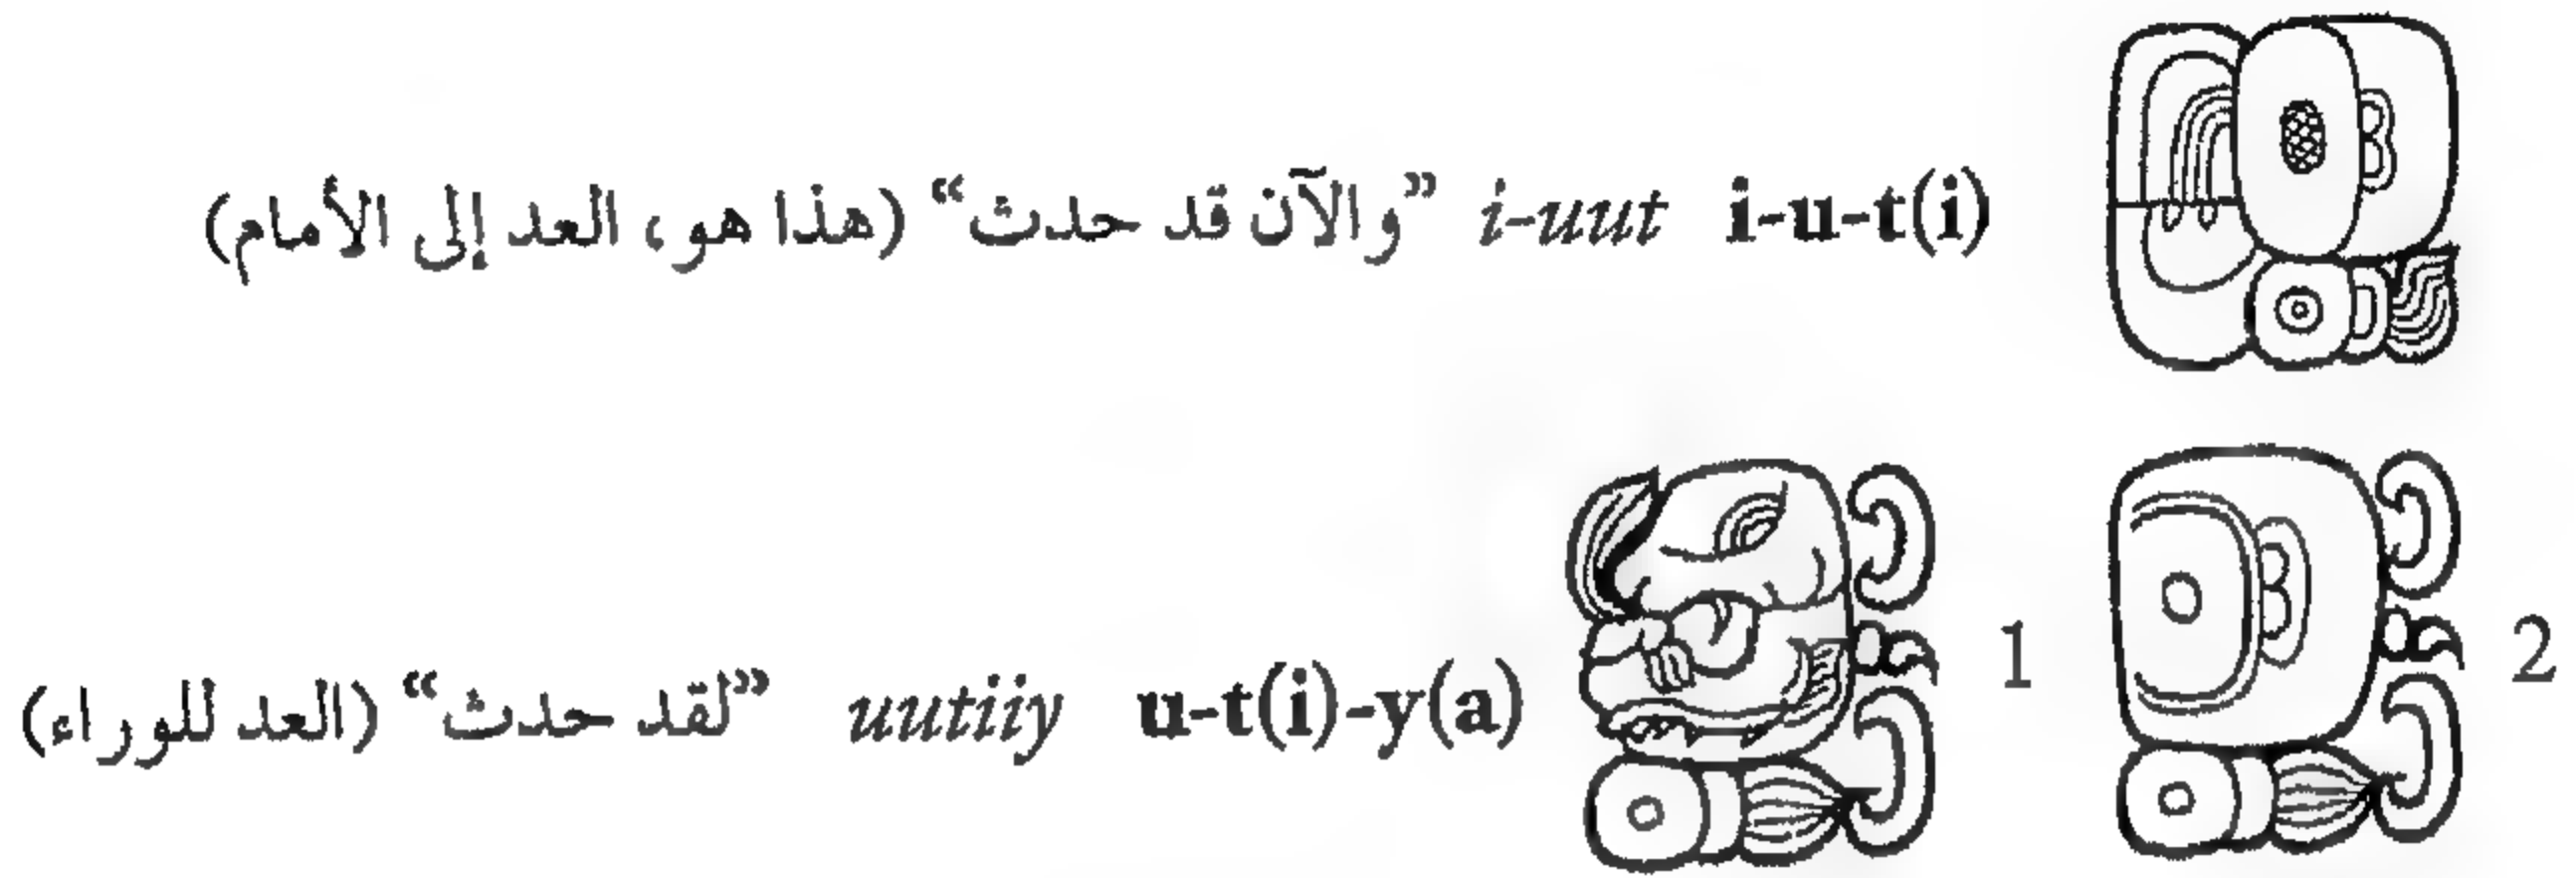 i-u-t(i) i-uut ”والآن قد حدث“ (هذا هو، العد إلى الأمام)
2 1 u-t(i)-y(a) uutiiy ”لقد حدث“ (العد للوراء)